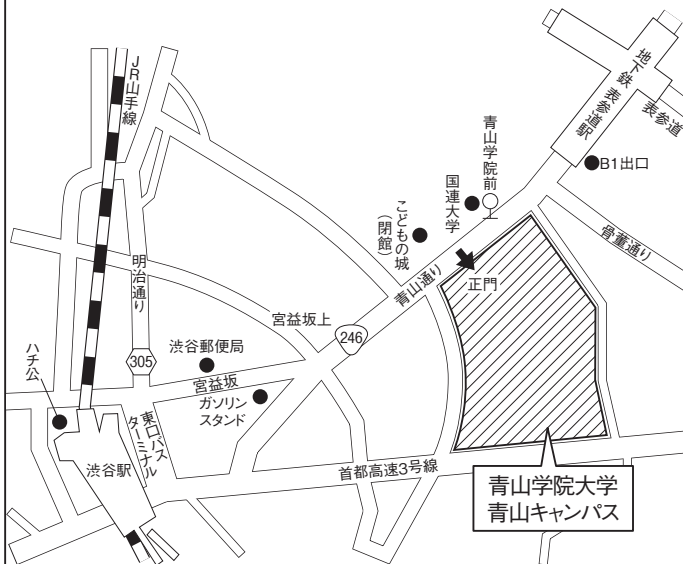 JR山手線
地下鉄 表参道駅
表参道
B1出口
青山学院前
国連大学
こどもの城
(閉館)
骨董通り
正門
青山通り
明治通り
宮益坂上
246
渋谷郵便局
305
ハチ公
宮益坂
ガソリン
スタンド
東口バス
ターミナル
渋谷駅
首都高速3号線
青山学院大学
青山キャンパス